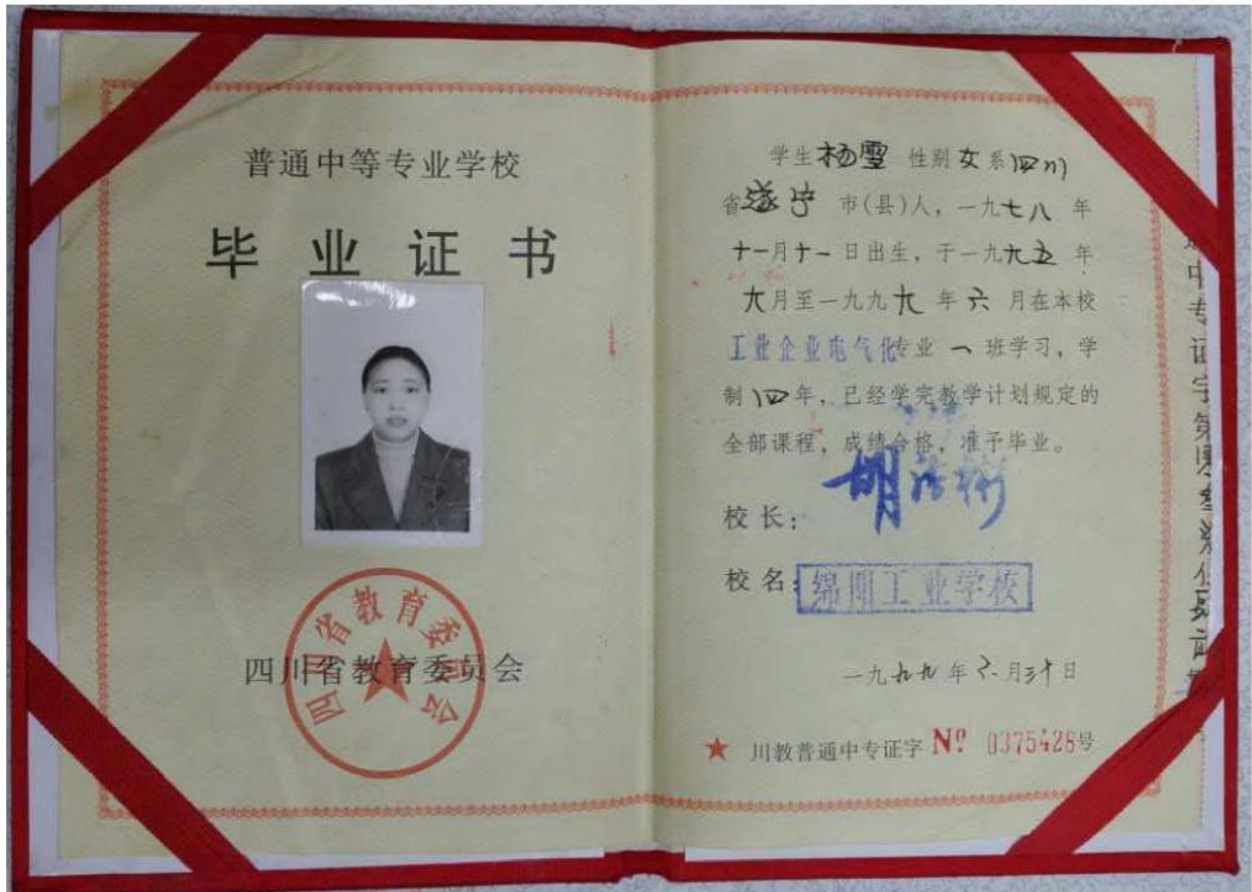 普通中等专业学校
毕业证书
四川省教育委员会
四川省教育委员会
学生杨雪 性别女系四川
省遂宁 市(县)人，一九七八 年
十一月十一日出生，于一九九五 年
九月至一九九九 年 六 月在本校
工业企业电气化专业 一 班学习，学
制四年，已经学完教学计划规定的
全部课程，成绩合格，准予毕业。
校长：
校名：绵阳工业学校
一九九九年六月三十日
★ 川教普通中专证字 Nº 0375428号